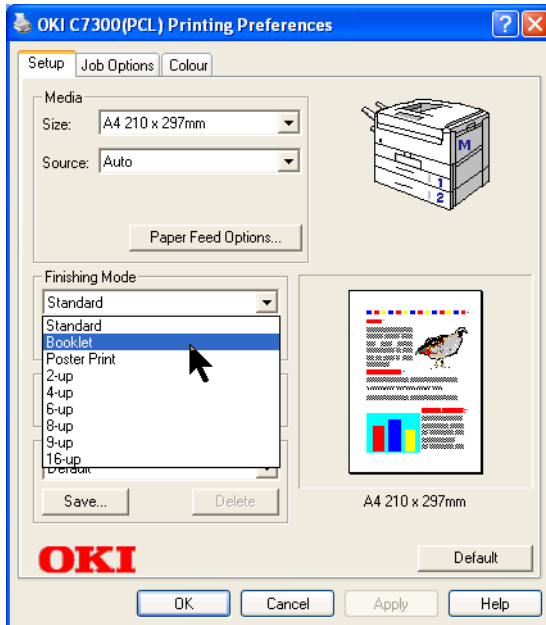 OKI C7300(PCL) Printing Preferences
Setup Job Options Colour
Media
Size: A4 210 x 297mm
Source: Auto
M
1
2
Paper Feed Options...
Finishing Mode
Standard
Standard
Booklet
Poster Print
2-up
4-up
6-up
8-up
9-up
16-up
Default
Save... Delete
A4 210 x 297mm
OKI
Default
OK Cancel Apply Help